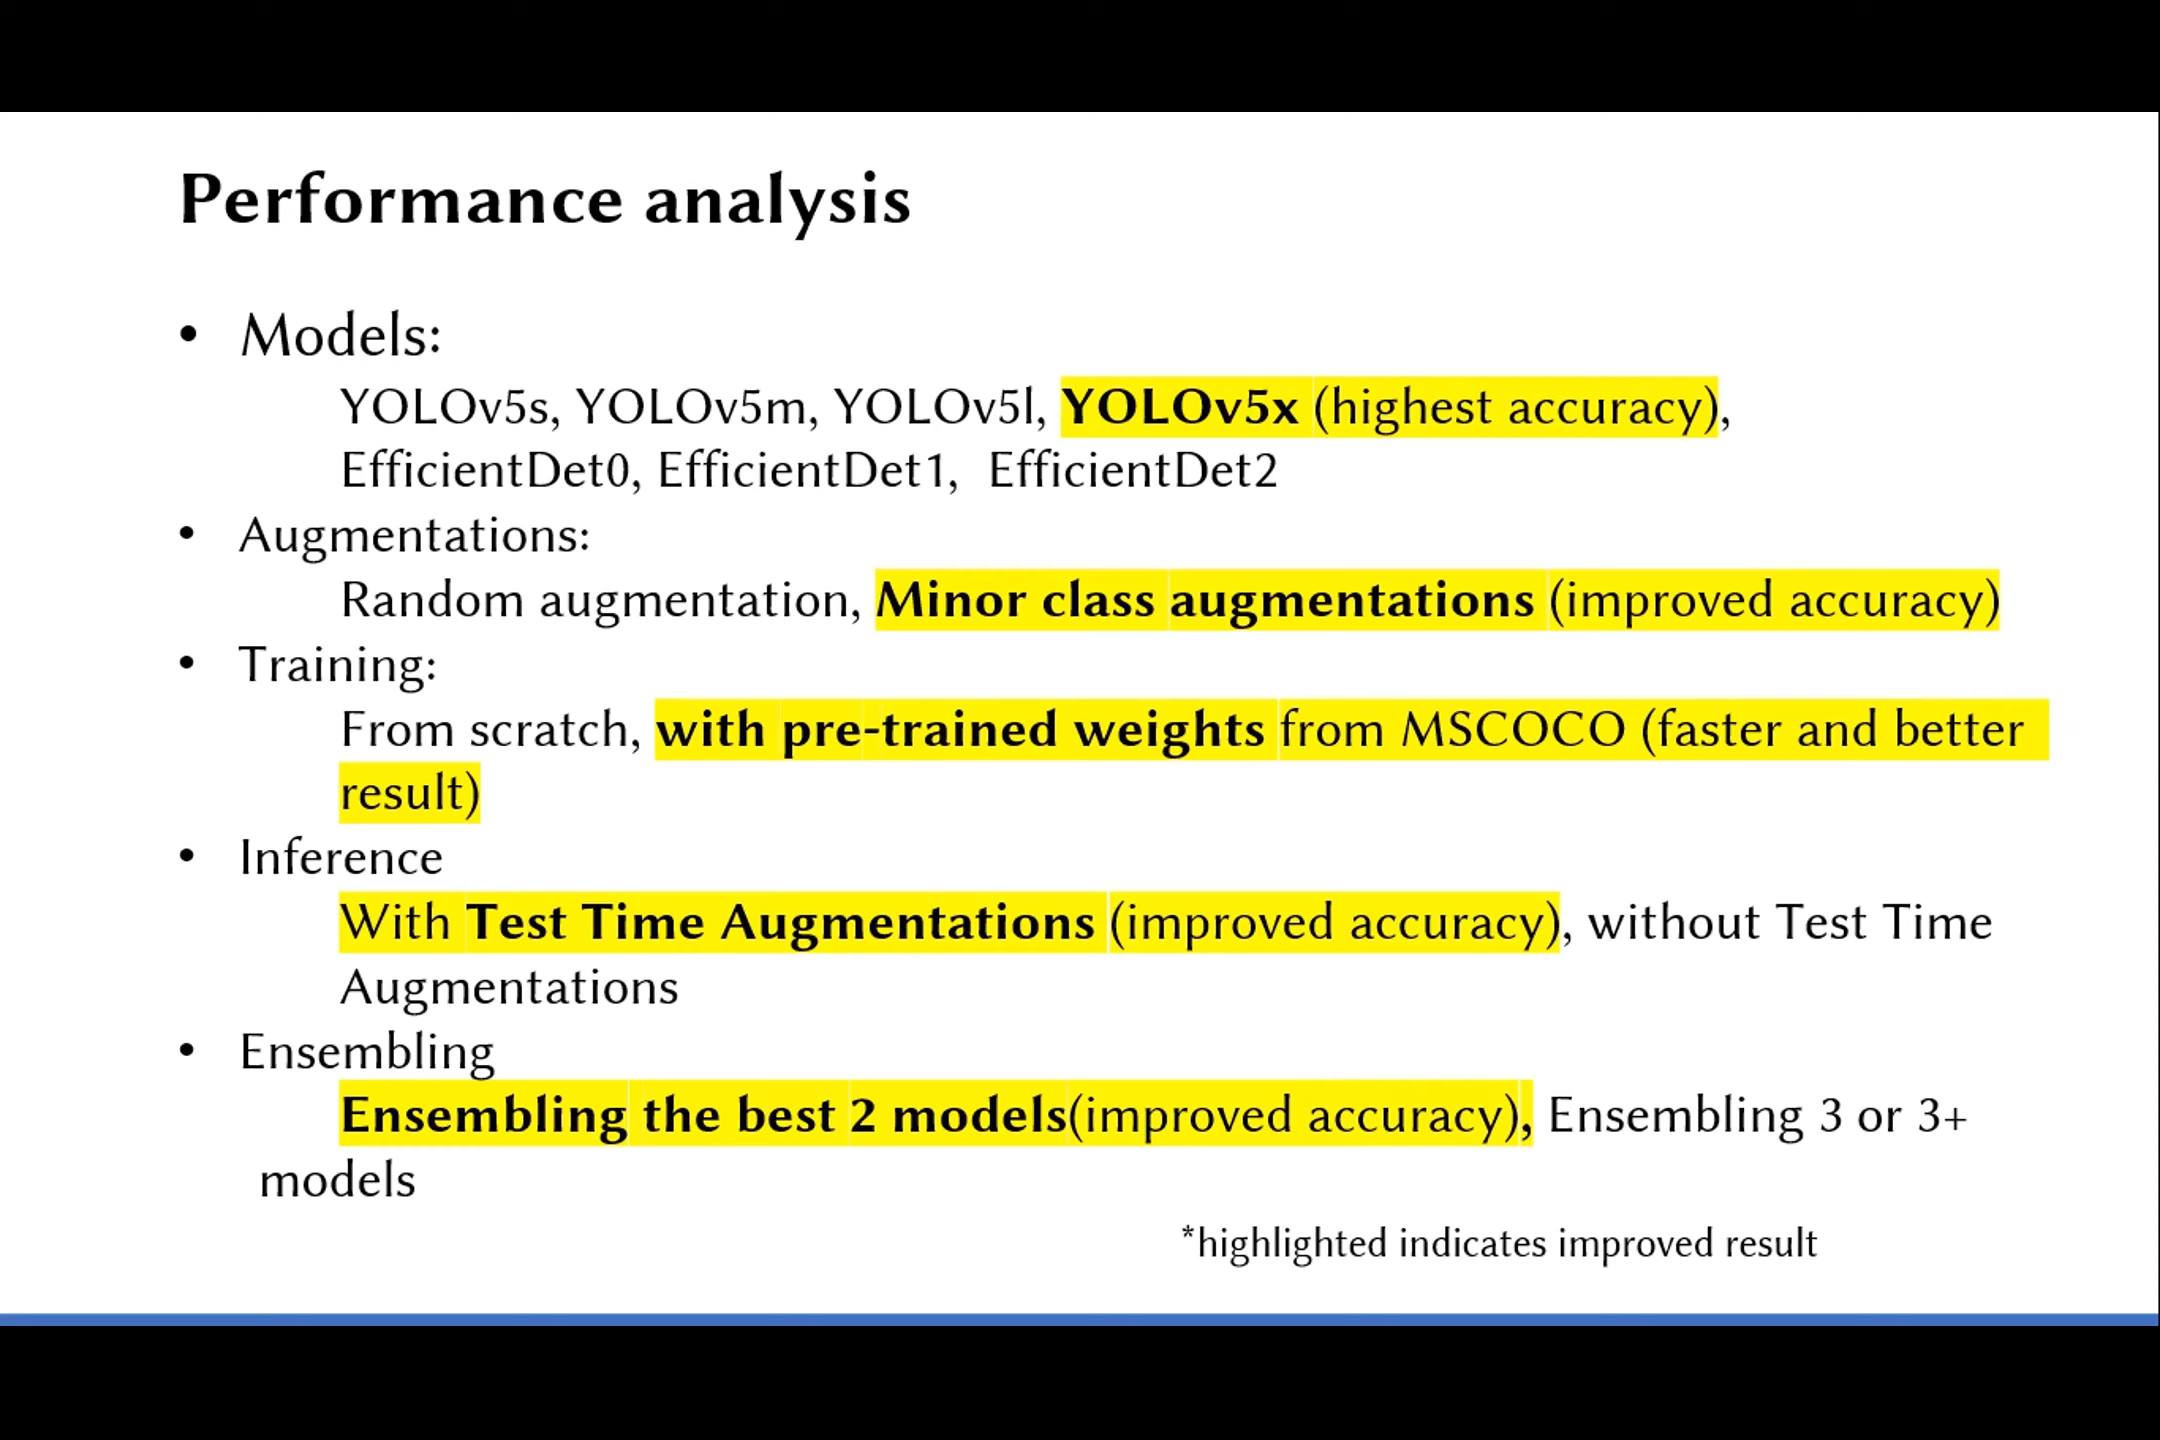 Performance analysis
• Models:
YOLOv5s, YOLOv5m, YOLOv5l, YOLOv5x (highest accuracy),
EfficientDet0, EfficientDet1,  EfficientDet2
• Augmentations:
Random augmentation, Minor class augmentations (improved accuracy)
• Training:
From scratch, with pre-trained weights from MSCOCO (faster and better
result)
• Inference
With Test Time Augmentations (improved accuracy), without Test Time
Augmentations
• Ensembling
Ensembling the best 2 models(improved accuracy), Ensembling 3 or 3+
models
*highlighted indicates improved result